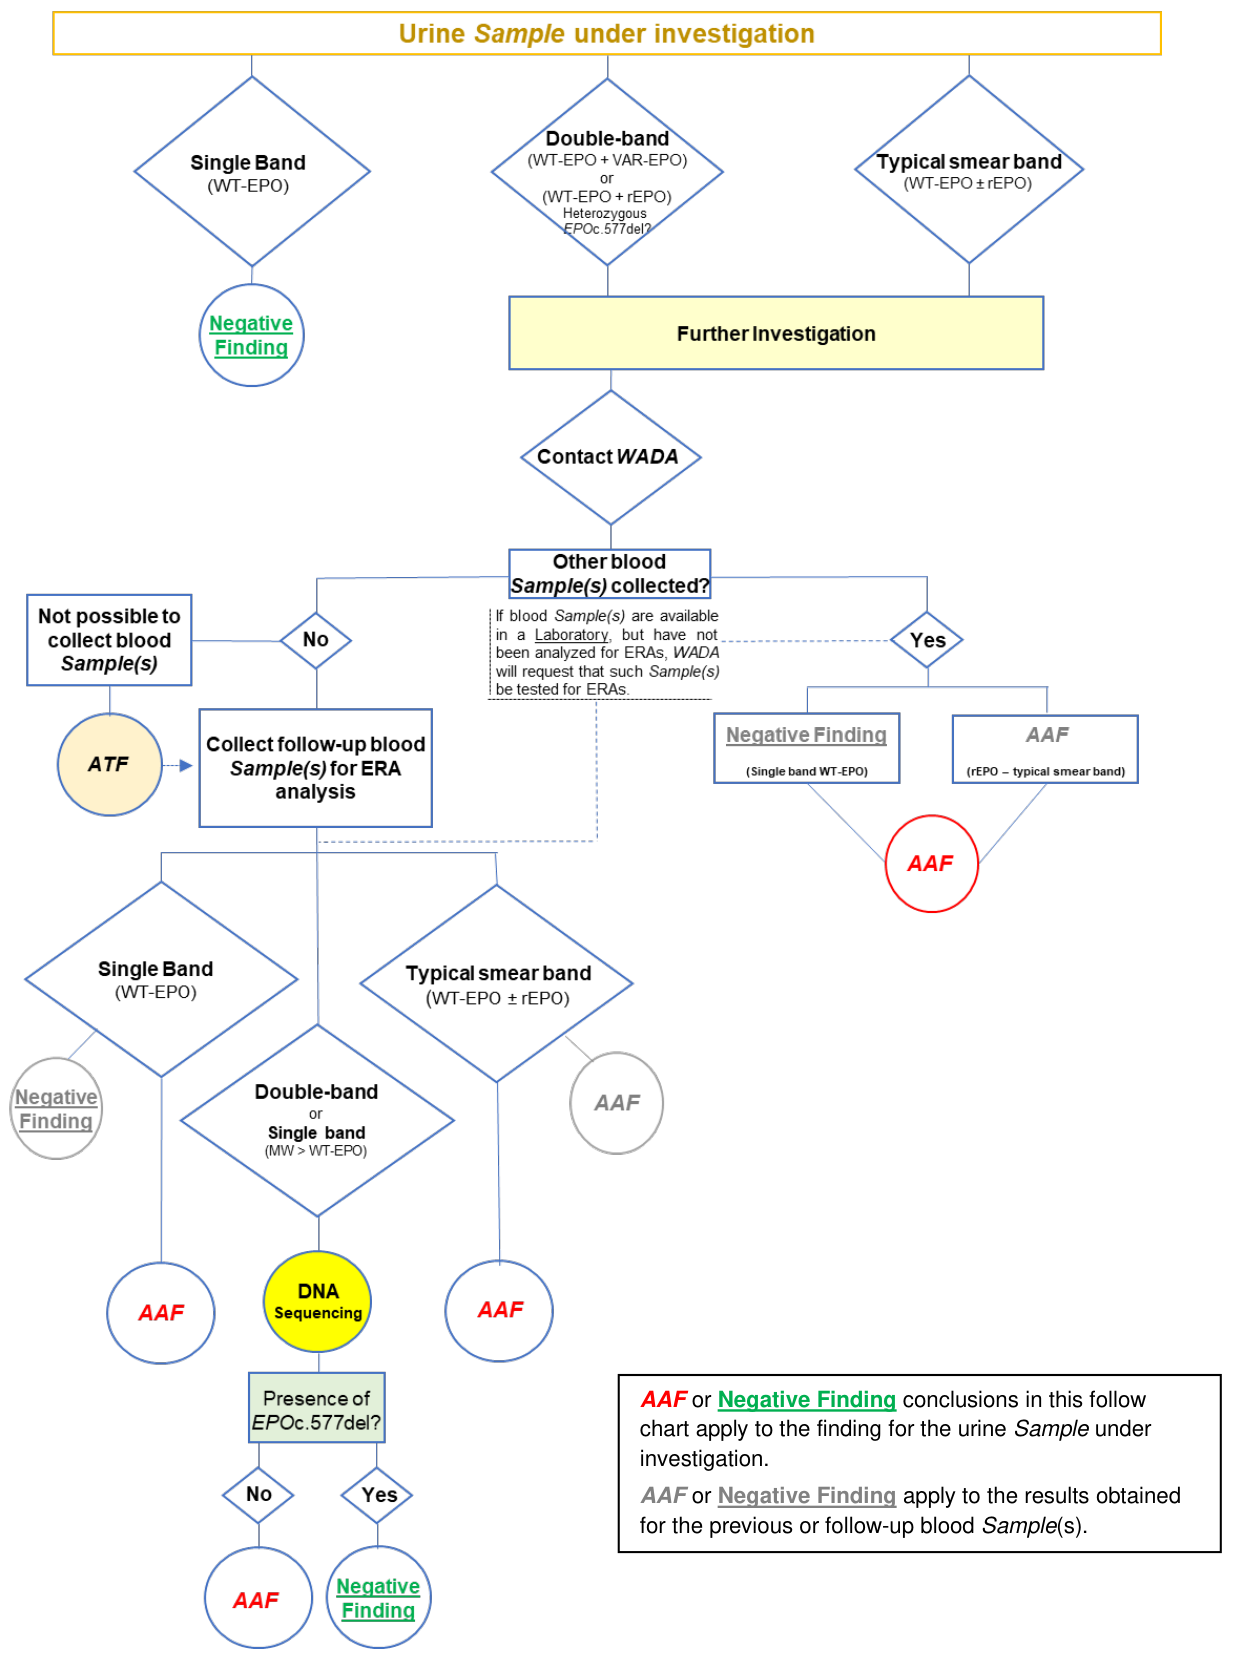 Urine Sample under investigation
Single Band
(WT-EPO)
Double-band
(WT-EPO + VAR-EPO)
or
(WT-EPO + rEPO)
Heterozygous
EPOc.577del?
Typical smear band
(WT-EPO ± rEPO)
Negative
Finding
Further Investigation
Contact WADA
Other blood
Sample(s) collected?
Not possible to
collect blood
Sample(s)
No
If blood Sample(s) are available
in a Laboratory, but have not
been analyzed for ERAs, WADA
will request that such Sample(s)
be tested for ERAs.
Yes
ATF
Collect follow-up blood
Sample(s) for ERA
analysis
Negative Finding
(Single band WT-EPO)
AAF
(rEPO – typical smear band)
AAF
Single Band
(WT-EPO)
Typical smear band
(WT-EPO ± rEPO)
Negative
Finding
Double-band
or
Single band
(MW > WT-EPO)
AAF
AAF
DNA
Sequencing
AAF
Presence of
EPOc.577del?
No
Yes
AAF
Negative
Finding
AAF or Negative Finding conclusions in this follow
chart apply to the finding for the urine Sample under
investigation.
AAF or Negative Finding apply to the results obtained
for the previous or follow-up blood Sample(s).